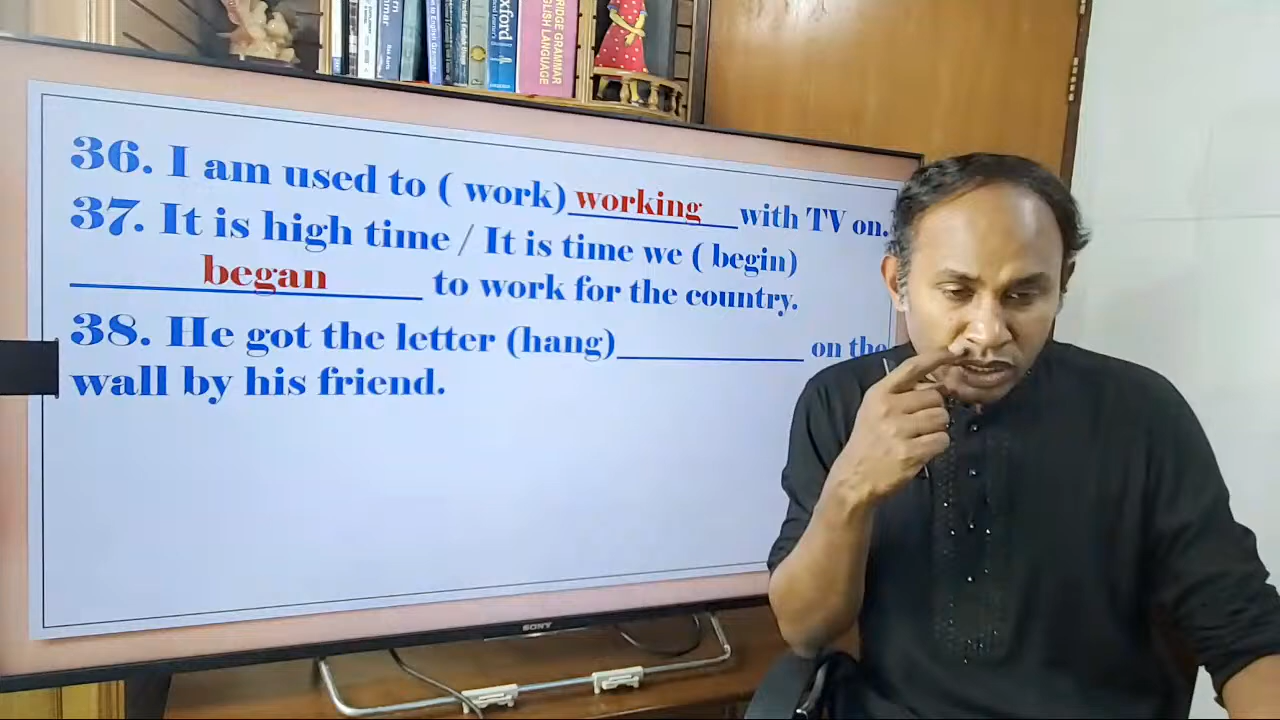 Oxford
BRIDGE GRAMMAR
GLISH LANGUAGE
36. I am used to ( work) working with TV on.
37. It is high time / It is time we ( begin)
began to work for the country.
38. He got the letter (hang)____________ on the
wall by his friend.
SONY